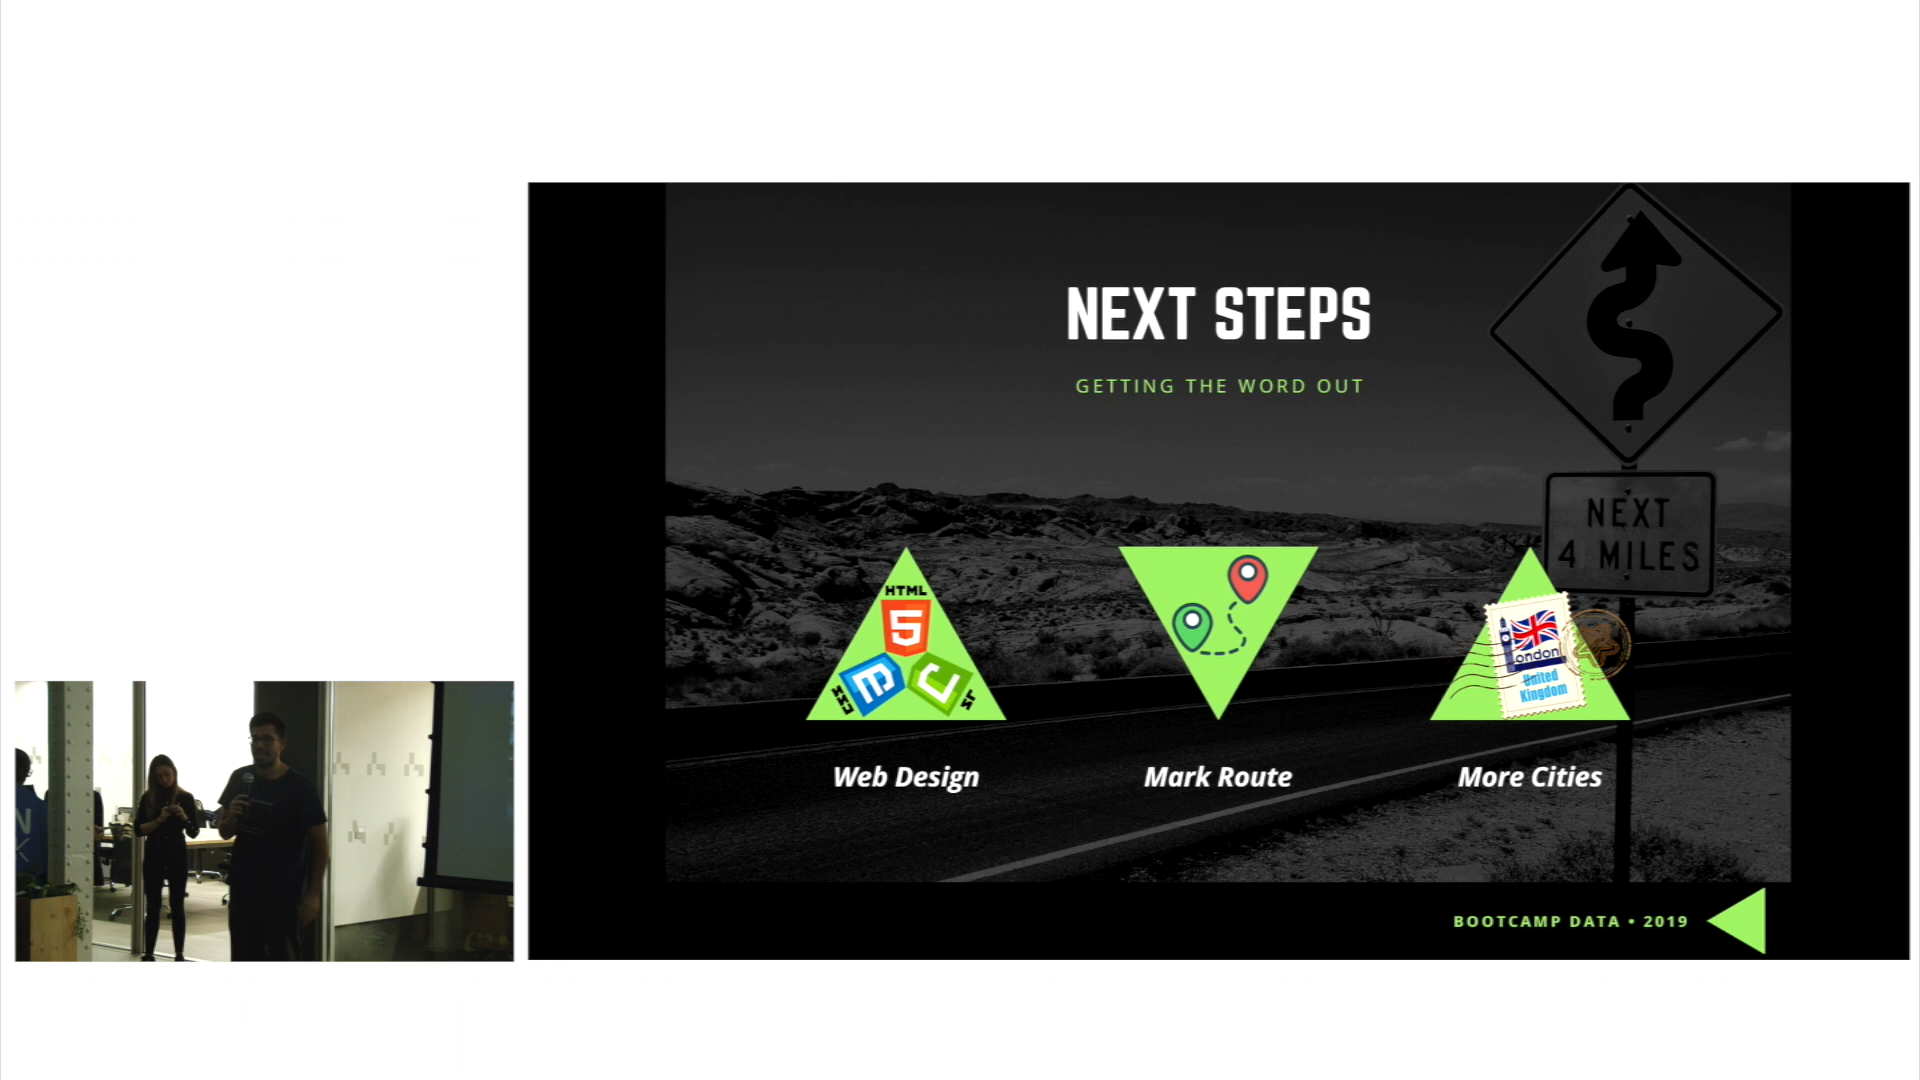 NEXT STEPS
GETTING THE WORD OUT
NEXT
4 MILES
HTML
5
London
United
Kingdom
Web Design
Mark Route
More Cities
BOOTCAMP DATA • 2019